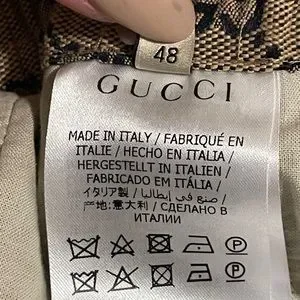 48
GUCCI
MADE IN ITALY / FABRIQUÉ EN
ITALIE / HECHO EN ITALIA /
HERGESTELLT IN ITALIEN /
FABRICADO EM ITÁLIA /
イタリア製 / صنع في إيطاليا /
产地:意大利 / СДЕЛАНО В
ИТАЛИИ
P
P